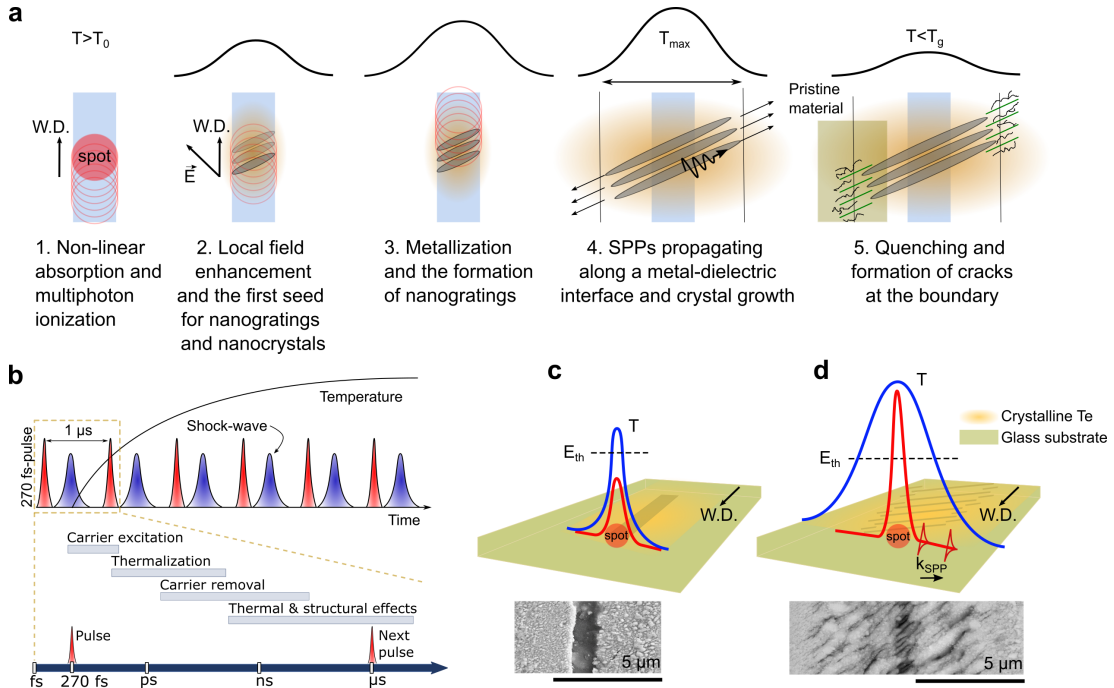 a
T>T0
Tmax
T<Tg
Pristine
material
W.D.
spot
W.D.
E
1. Non-linear
absorption and
multiphoton
ionization
2. Local field
enhancement
and the first seed
for nanogratings
and nanocrystals
3. Metallization
and the formation
of nanogratings
4. SPPs propagating
along a metal-dielectric
interface and crystal growth
5. Quenching and
formation of cracks
at the boundary
b
Temperature
Shock-wave
1 µs
270 fs-pulse
Time
Carrier excitation
Thermalization
Carrier removal
Thermal & structural effects
Pulse
Next
pulse
fs
270 fs
ps
ns
µs
c
T
Eth
W.D.
spot
5 µm
d
T
Eth
W.D.
spot
kSPP
5 µm
Crystalline Te
Glass substrate